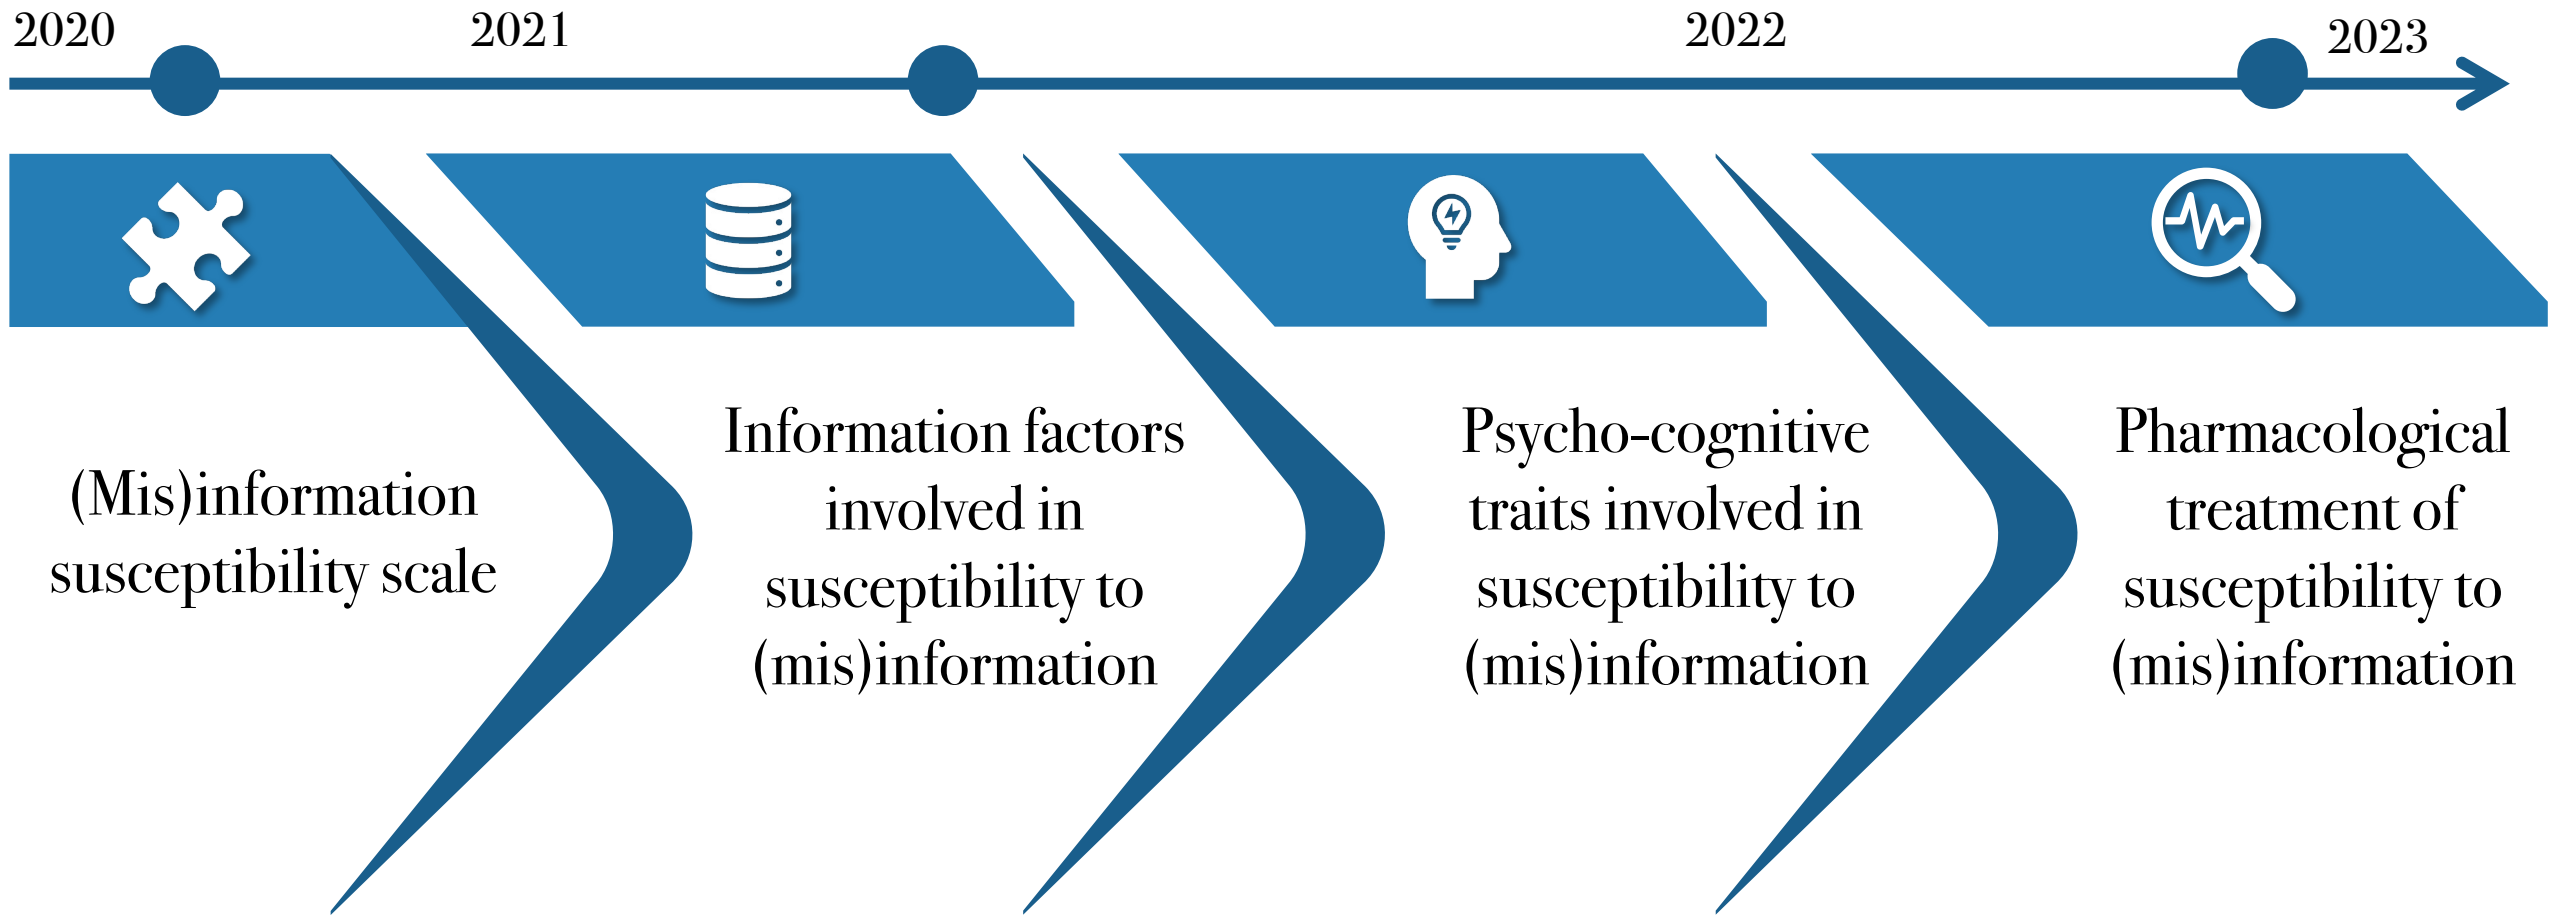 2020
2021
2022
2023
(Mis)information
susceptibility scale
Information factors
involved in
susceptibility to
(mis)information
Psycho-cognitive
traits involved in
susceptibility to
(mis)information
Pharmacological
treatment of
susceptibility to
(mis)information